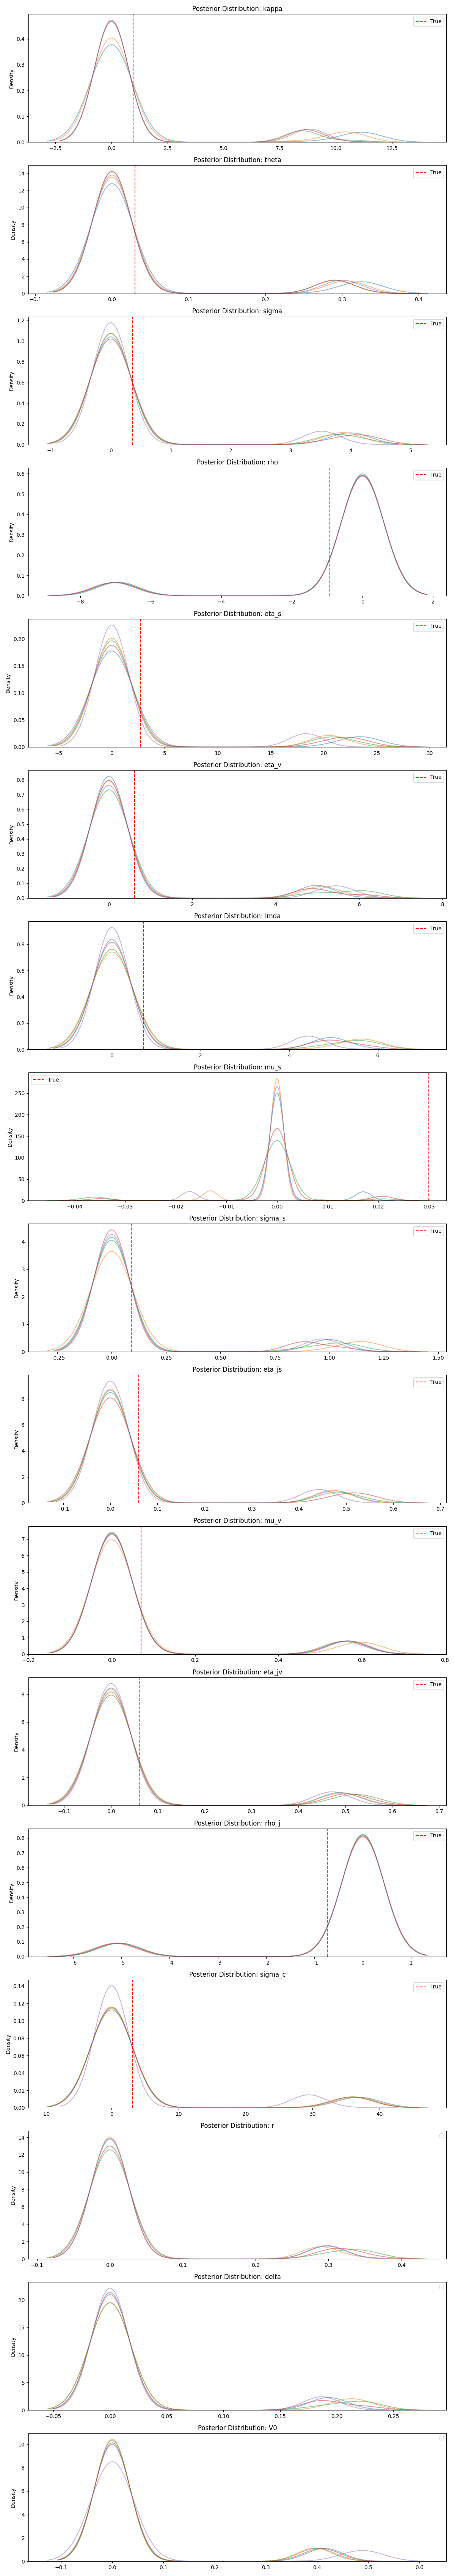 Posterior Distribution: kappa
True
Density
0.4
0.3
0.2
0.1
0.0
−2.5 0.0 2.5 5.0 7.5 10.0 12.5
Posterior Distribution: theta
True
Density
14
12
10
8
6
4
2
0
−0.1 0.0 0.1 0.2 0.3 0.4
Posterior Distribution: sigma
True
Density
1.2
1.0
0.8
0.6
0.4
0.2
0.0
−1 0 1 2 3 4 5
Posterior Distribution: rho
True
Density
0.6
0.5
0.4
0.3
0.2
0.1
0.0
−8 −6 −4 −2 0 2
Posterior Distribution: eta_s
True
Density
0.20
0.15
0.10
0.05
0.00
−5 0 5 10 15 20 25 30
Posterior Distribution: eta_v
True
Density
0.8
0.7
0.6
0.5
0.4
0.3
0.2
0.1
0.0
0 2 4 6 8
Posterior Distribution: lmda
True
Density
0.8
0.6
0.4
0.2
0.0
0 2 4 6
Posterior Distribution: mu_s
True
Density
250
200
150
100
50
0
−0.04 −0.03 −0.02 −0.01 0.00 0.01 0.02 0.03
Posterior Distribution: sigma_s
True
Density
4
3
2
1
0
−0.25 0.00 0.25 0.50 0.75 1.00 1.25 1.50
Posterior Distribution: eta_js
True
Density
8
6
4
2
0
−0.1 0.0 0.1 0.2 0.3 0.4 0.5 0.6 0.7
Posterior Distribution: mu_v
True
Density
7
6
5
4
3
2
1
0
−0.2 0.0 0.2 0.4 0.6 0.8
Posterior Distribution: eta_jv
True
Density
8
6
4
2
0
−0.1 0.0 0.1 0.2 0.3 0.4 0.5 0.6 0.7
Posterior Distribution: rho_j
True
Density
0.8
0.7
0.6
0.5
0.4
0.3
0.2
0.1
0.0
−6 −5 −4 −3 −2 −1 0 1
Posterior Distribution: sigma_c
True
Density
0.14
0.12
0.10
0.08
0.06
0.04
0.02
0.00
−10 0 10 20 30 40
Posterior Distribution: r
Density
14
12
10
8
6
4
2
0
−0.1 0.0 0.1 0.2 0.3 0.4
Posterior Distribution: delta
Density
20
15
10
5
0
−0.05 0.00 0.05 0.10 0.15 0.20 0.25
Posterior Distribution: V0
Density
10
8
6
4
2
0
−0.1 0.0 0.1 0.2 0.3 0.4 0.5 0.6